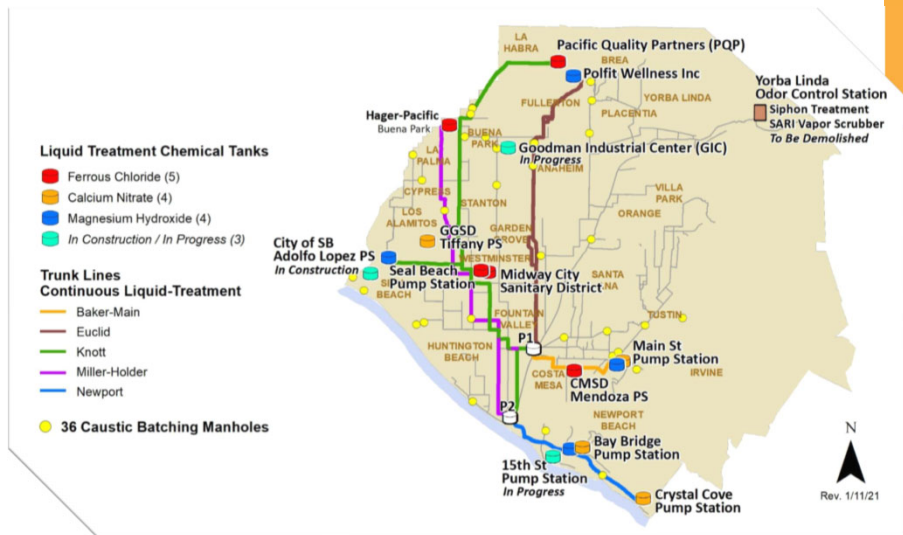 LA
HABRA
Pacific Quality Partners (PQP)
BREA
Polfit Wellness Inc
FULLERTON
YORBA LINDA
PLACENTIA
Yorba Linda
Odor Control Station
Siphon Treatment
SARI Vapor Scrubber
To Be Demolished
Hager-Pacific
Buena Park
BUENA
PARK
Goodman Industrial Center (GIC)
In Progress
ANAHEIM
LA
PALMA
CYPRESS
STANTON
VILLA
PARK
ORANGE
LOS
ALAMITOS
GARDEN
GROVE
GGSD
Tiffany PS
City of SB
Adolfo Lopez PS
In Construction
WESTMINSTER
Seal Beach
Pump Station
BEACH
Midway City
Sanitary District
SANTA
ANA
TUSTIN
FOUNTAIN
VALLEY
HUNTINGTON
BEACH
P1
Main St
Pump Station
IRVINE
COSTA
MESA
CMSD
Mendoza PS
P2
NEWPORT
BEACH
Bay Bridge
Pump Station
15th St
Pump Station
In Progress
Crystal Cove
Pump Station
Liquid Treatment Chemical Tanks
Ferrous Chloride (5)
Calcium Nitrate (4)
Magnesium Hydroxide (4)
In Construction / In Progress (3)
Trunk Lines
Continuous Liquid-Treatment
Baker-Main
Euclid
Knott
Miller-Holder
Newport
36 Caustic Batching Manholes
N
Rev. 1/11/21